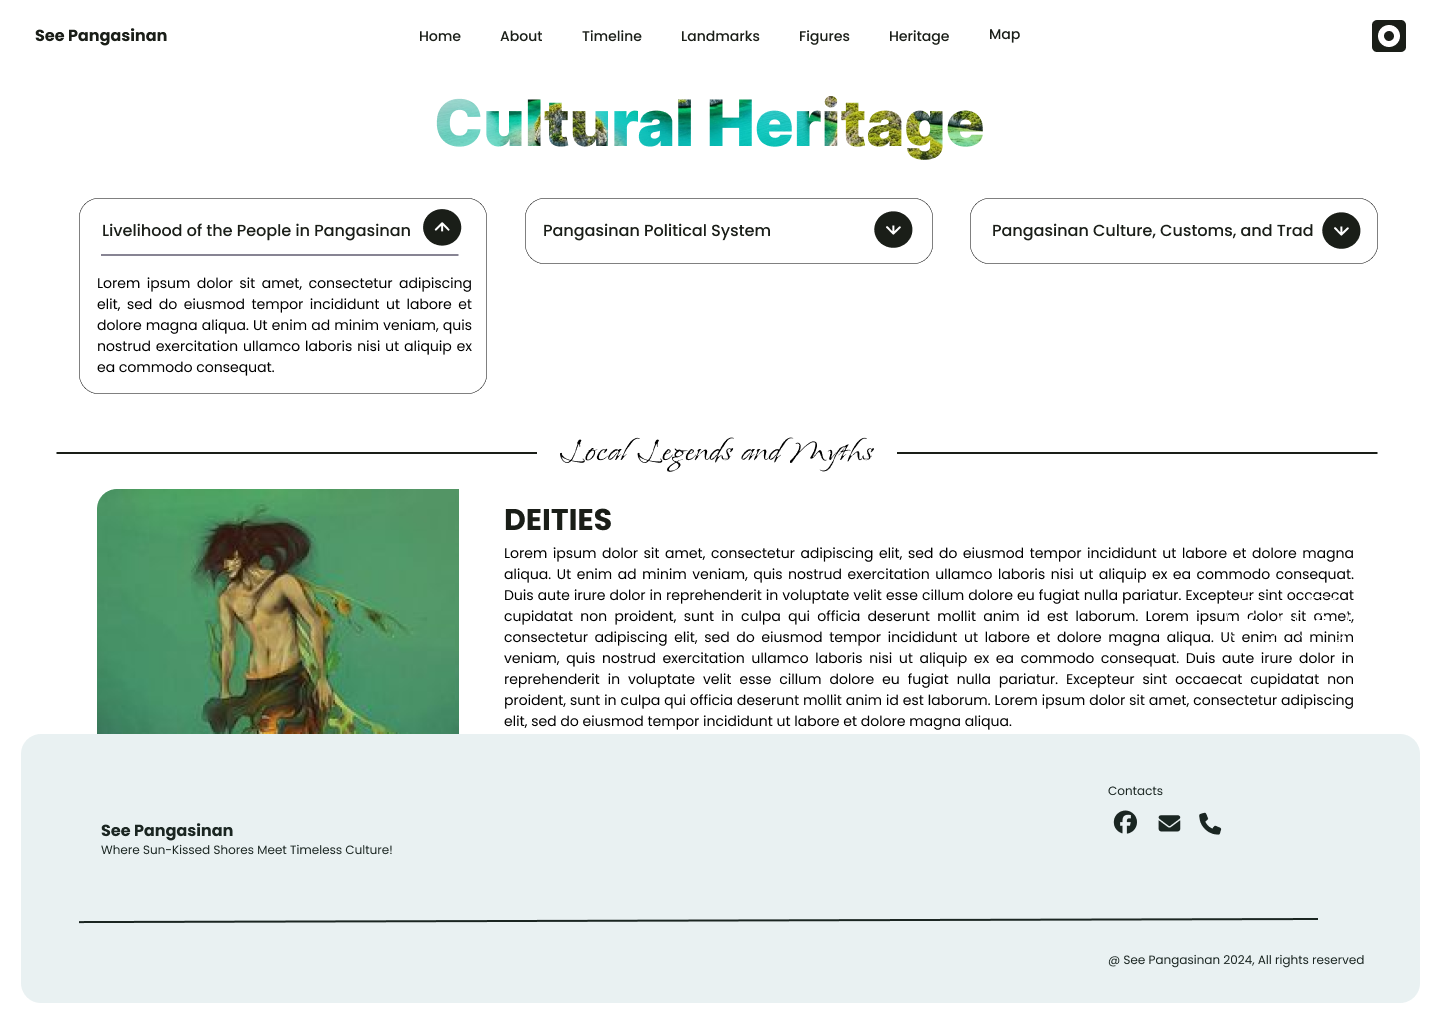 See Pangasinan
Home
About
Timeline
Landmarks
Figures
Heritage
Map
Cultural Heritage
Livelihood of the People in Pangasinan
Lorem ipsum dolor sit amet, consectetur adipiscing
elit, sed do eiusmod tempor incididunt ut labore et
dolore magna aliqua. Ut enim ad minim veniam, quis
nostrud exercitation ullamco laboris nisi ut aliquip ex
ea commodo consequat.
Pangasinan Political System
Pangasinan Culture, Customs, and Trad
Local Legends and Myths
DEITIES
Lorem ipsum dolor sit amet, consectetur adipiscing elit, sed do eiusmod tempor incididunt ut labore et dolore magna
aliqua. Ut enim ad minim veniam, quis nostrud exercitation ullamco laboris nisi ut aliquip ex ea commodo consequat.
Duis aute irure dolor in reprehenderit in voluptate velit esse cillum dolore eu fugiat nulla pariatur. Excepteur sint occaecat
cupidatat non proident, sunt in culpa qui officia deserunt mollit anim id est laborum. Lorem ipsum dolor sit amet,
consectetur adipiscing elit, sed do eiusmod tempor incididunt ut labore et dolore magna aliqua. Ut enim ad minim
veniam, quis nostrud exercitation ullamco laboris nisi ut aliquip ex ea commodo consequat. Duis aute irure dolor in
reprehenderit in voluptate velit esse cillum dolore eu fugiat nulla pariatur. Excepteur sint occaecat cupidatat non
proident, sunt in culpa qui officia deserunt mollit anim id est laborum. Lorem ipsum dolor sit amet, consectetur adipiscing
elit, sed do eiusmod tempor incididunt ut labore et dolore magna aliqua.
Contacts
See Pangasinan
Where Sun-Kissed Shores Meet Timeless Culture!
@ See Pangasinan 2024, All rights reserved